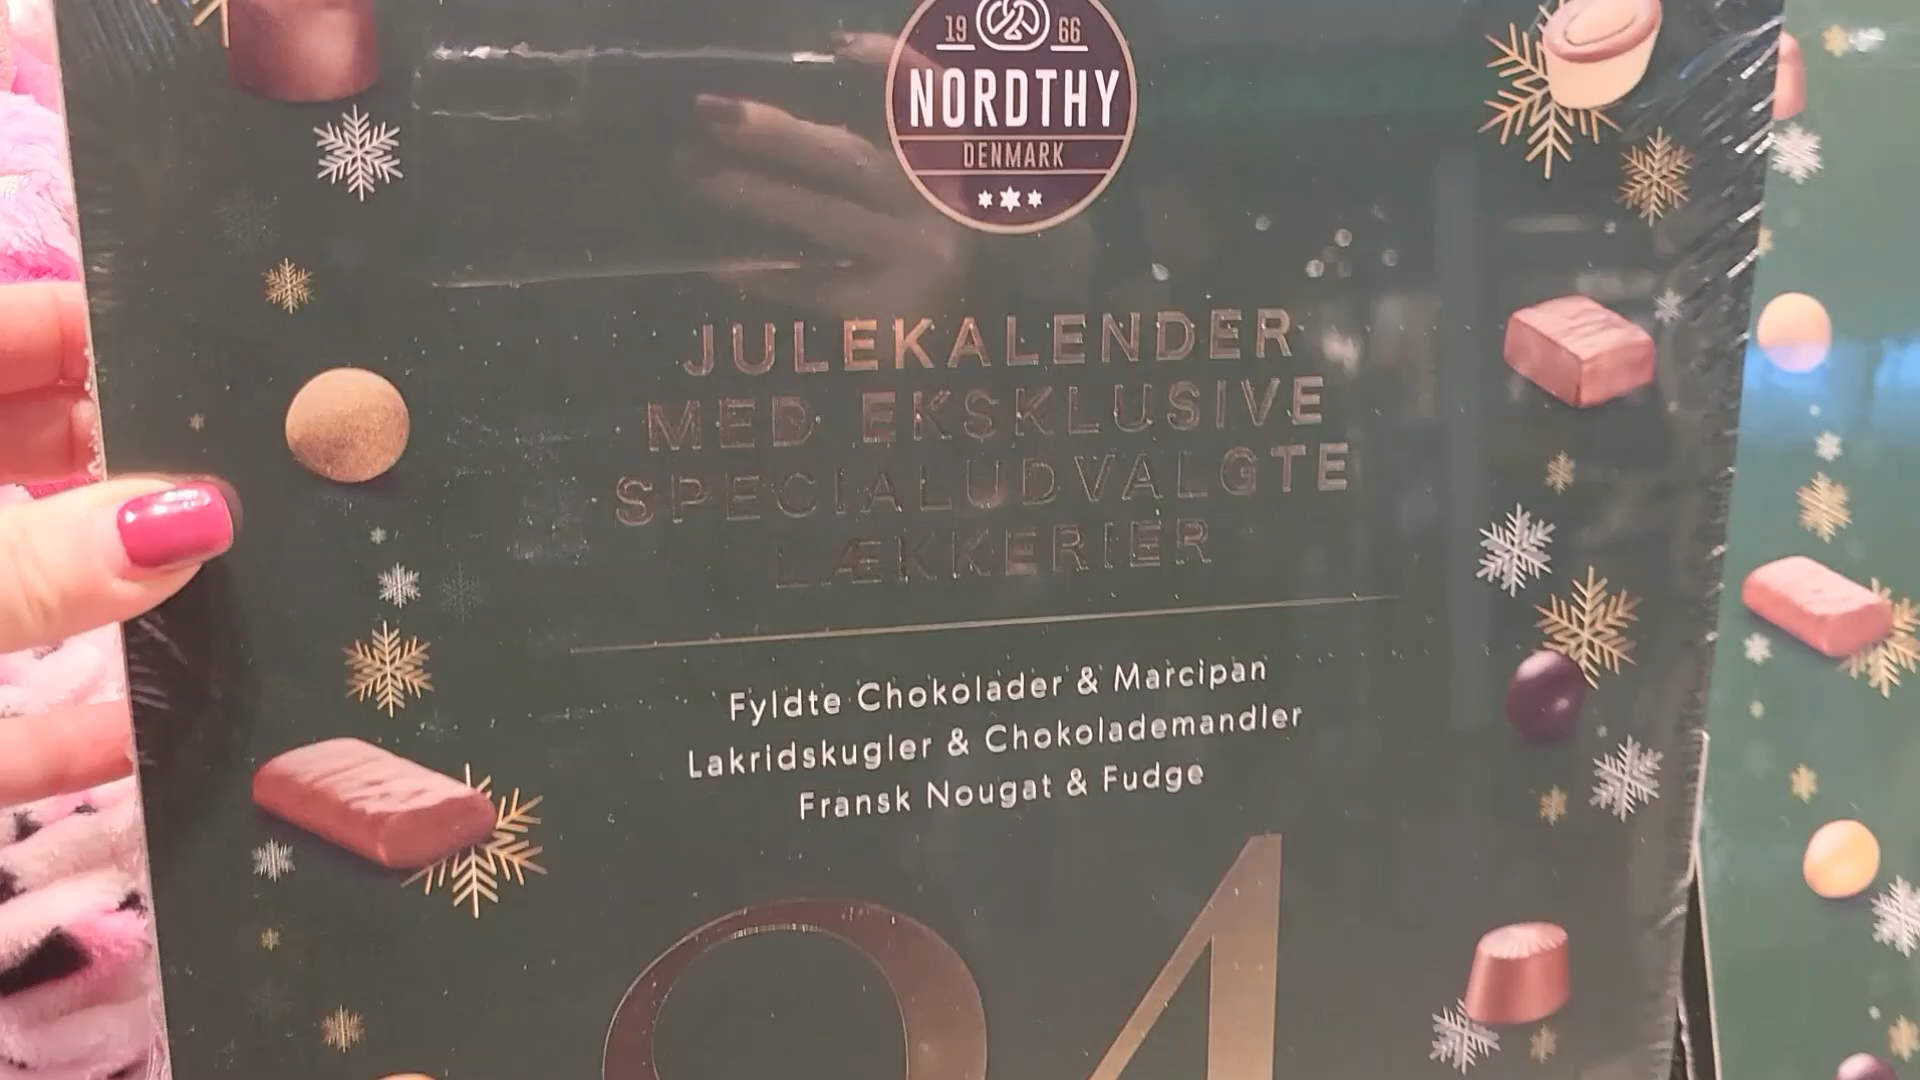 19 66
NORDTHY
DENMARK
JULEKALENDER
MED EKSKLUSIVE
SPECIALUDVALGTE
LÆKKERIER
Fyldte Chokolader & Marcipan
Lakridskugler & Chokolademandler
Fransk Nougat & Fudge
24